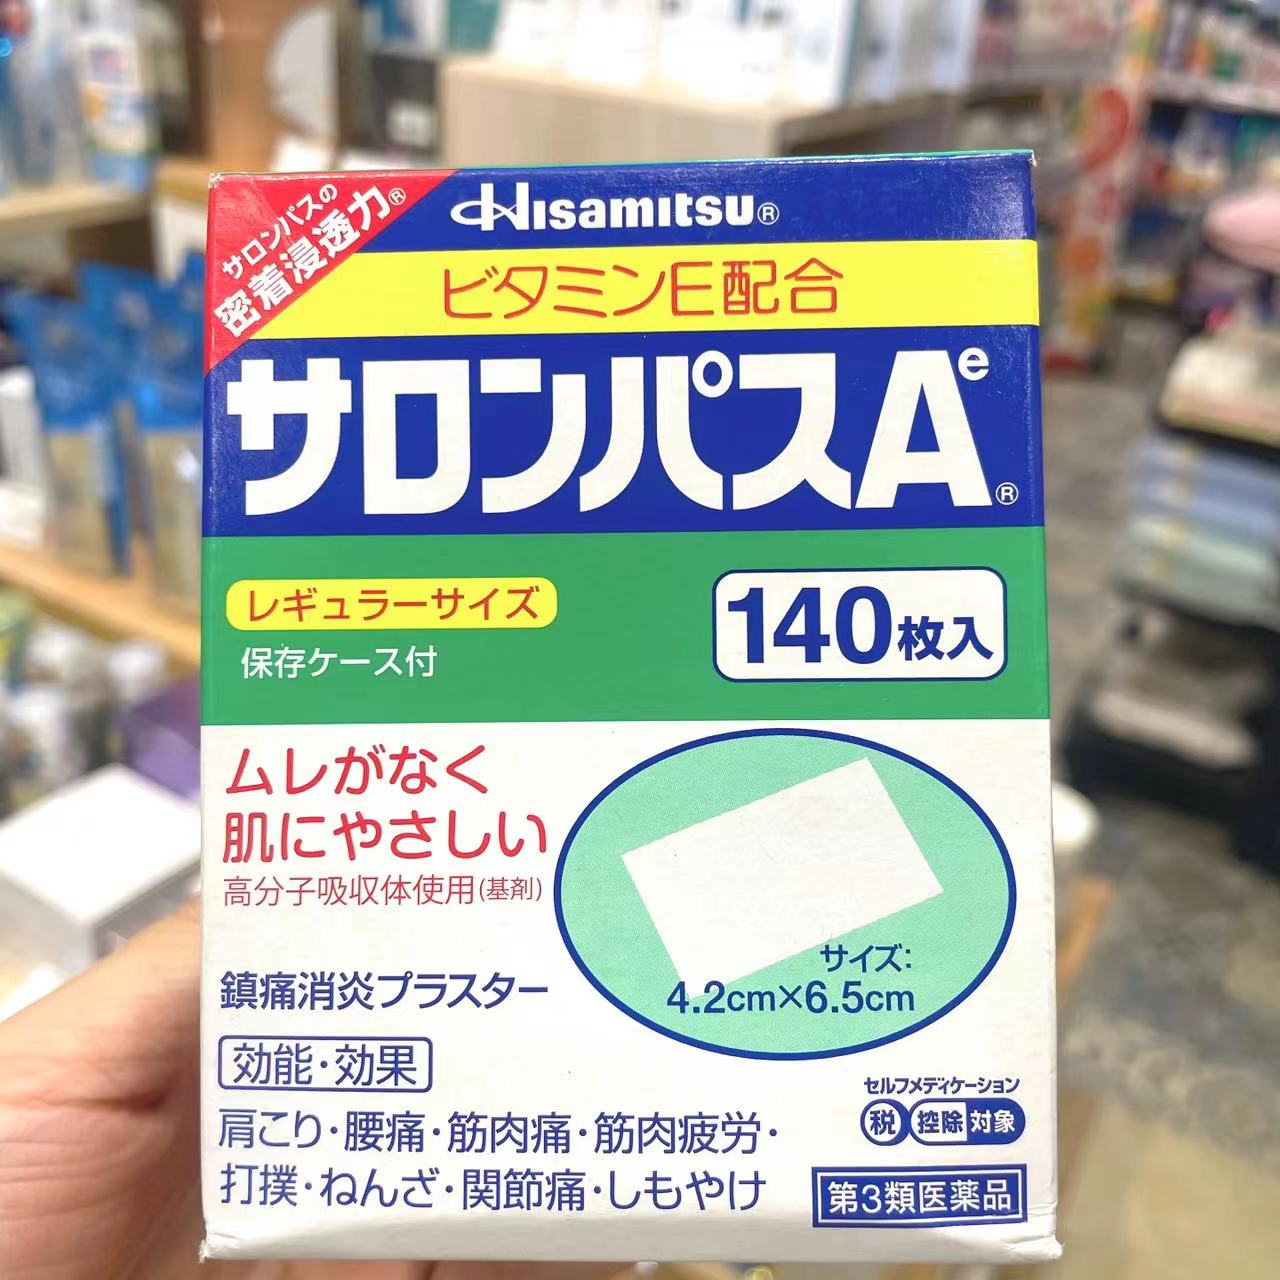 サロンパスの
密着浸透力®
Hisamitsu®
ビタミンE配合
サロンパスAe®
レギュラーサイズ
保存ケース付
140枚入
ムレがなく
肌にやさしい
高分子吸収体使用(基剤)
サイズ:
4.2cm×6.5cm
鎮痛消炎プラスター
効能・効果
肩こり・腰痛・筋肉痛・筋肉疲労・
打撲・ねんざ・関節痛・しもやけ
セルフメディケーション
税 控除対象
第3類医薬品